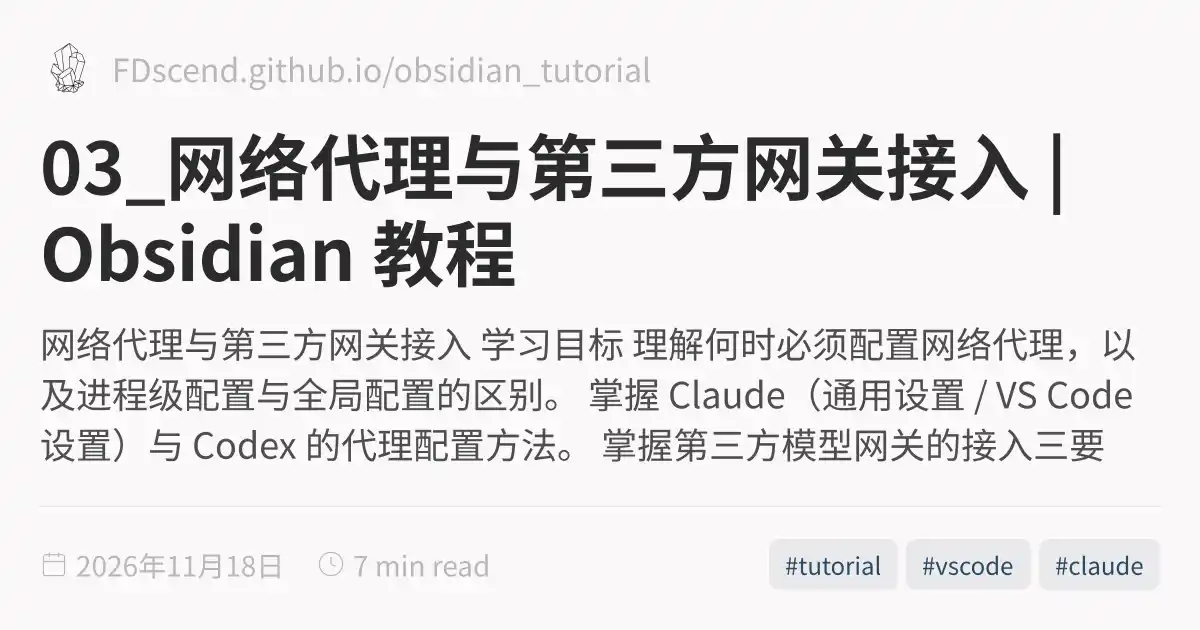 FDscend.github.io/obsidian_tutorial
03_网络代理与第三方网关接入 |
Obsidian 教程
网络代理与第三方网关接入 学习目标 理解何时必须配置网络代理，以
及进程级配置与全局配置的区别。 掌握 Claude（通用设置 / VS Code
设置）与 Codex 的代理配置方法。 掌握第三方模型网关的接入三要
2026年11月18日
7 min read
#tutorial
#vscode
#claude